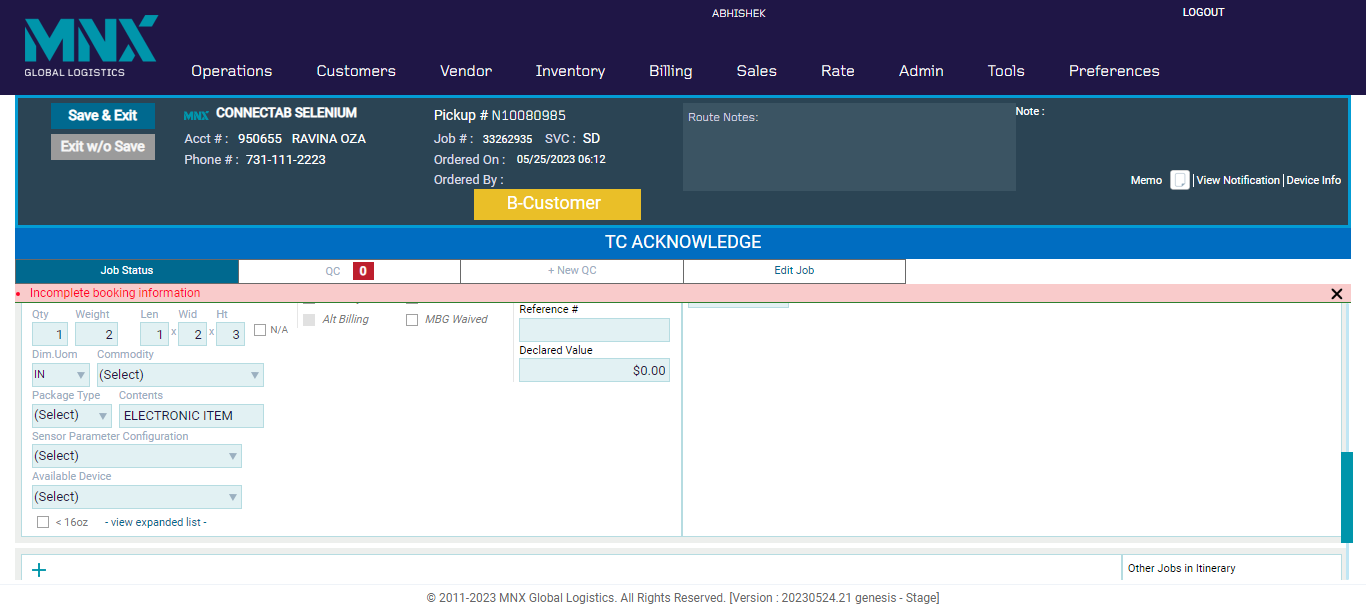 ABHISHEK
LOGOUT
MNX
GLOBAL LOGISTICS
Operations Customers Vendor Inventory Billing Sales Rate Admin Tools Preferences
Save & Exit
Exit w/o Save
MNX CONNECTAB SELENIUM
Acct # : 950655 RAVINA OZA
Phone # : 731-111-2223
Pickup # N10080985
Job # : 33262935 SVC : SD
Ordered On : 05/25/2023 06:12
Ordered By :
B-Customer
Route Notes:
Note :
Memo | View Notification | Device Info
TC ACKNOWLEDGE
Job Status QC 0 + New QC Edit Job
Incomplete booking information
Qty Weight Len Wid Ht
1 2 1 x 2 x 3 N/A
Alt Billing MBG Waived
Reference #
Declared Value
$0.00
Dim.Uom Commodity
IN (Select)
Package Type Contents
(Select) ELECTRONIC ITEM
Sensor Parameter Configuration
(Select)
Available Device
(Select)
< 16oz - view expanded list -
+
Other Jobs in Itinerary
© 2011-2023 MNX Global Logistics. All Rights Reserved. [Version : 20230524.21 genesis - Stage]